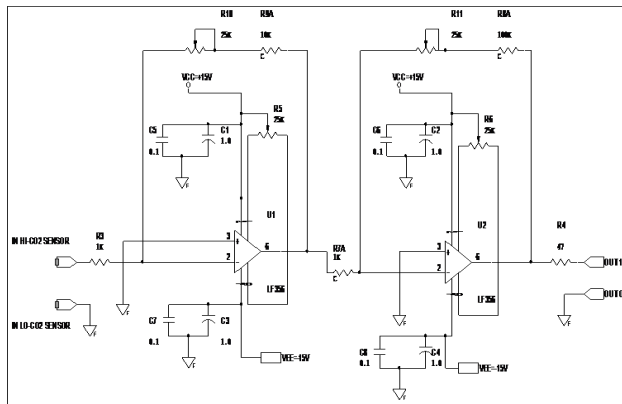 R10
25K
R9A
10K
C
R11
25K
R8A
100K
C
VCC=+15V
VCC=+15V
R5
25K
R6
25K
C5
0.1
C1
1.0
C6
0.1
C2
1.0
F
F
U1
U2
IN HI-CO2 SENSOR
R3
1K
3
2
6
R7A
1K
C
3
2
6
R4
47
OUT1
IN LO-CO2 SENSOR
F
F
LF356
F
LF356
F
C7
0.1
C3
1.0
F
VEE=-15V
C8
0.1
C4
1.0
F
VEE=-15V